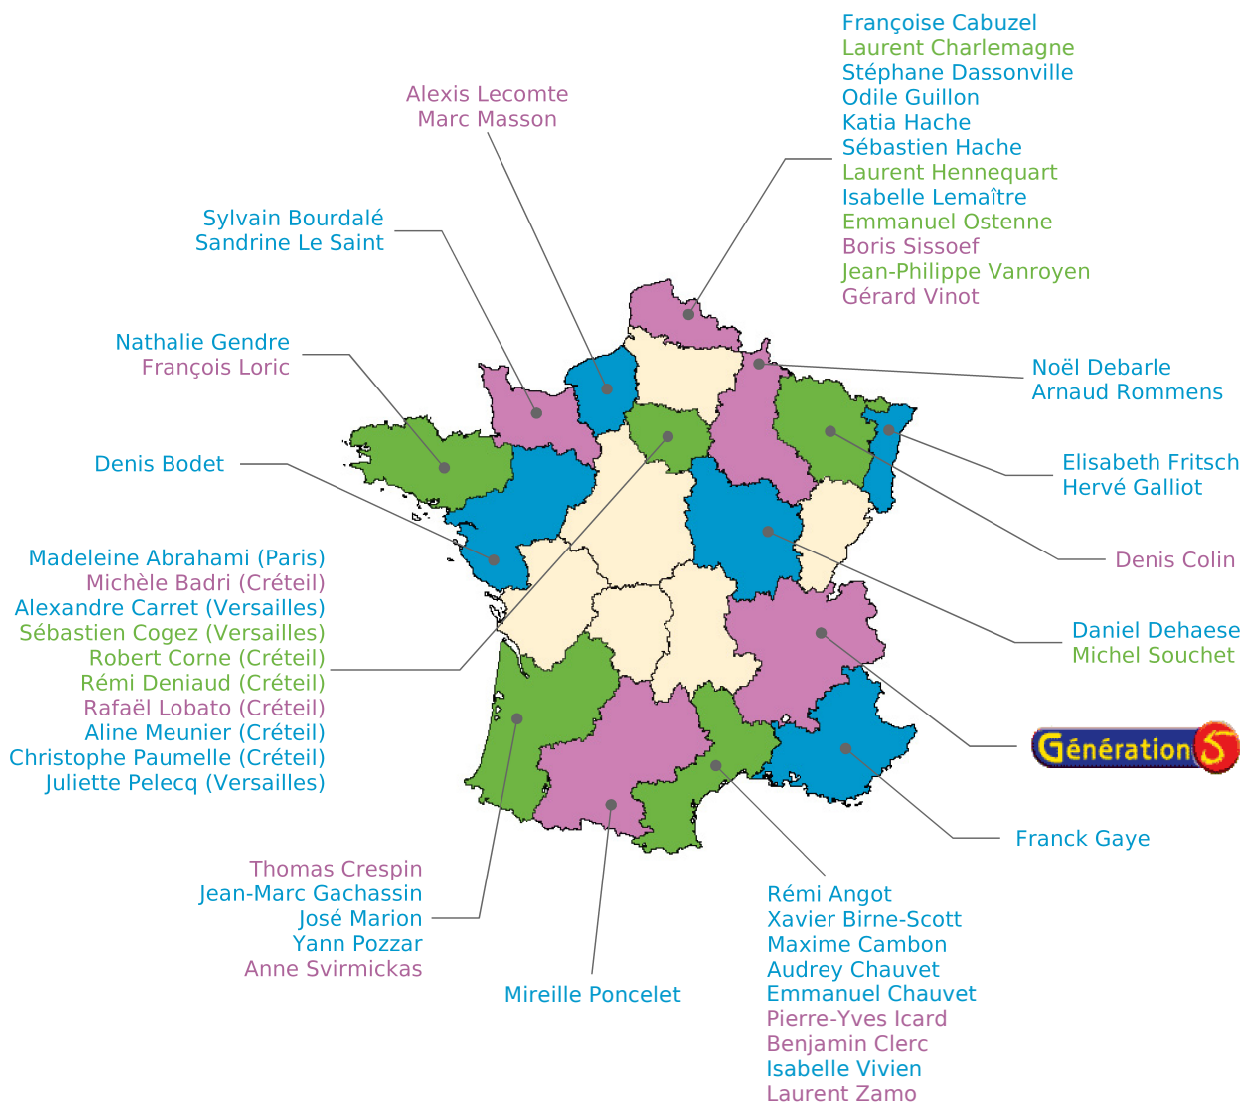 Françoise Cabuzel
Laurent Charlemagne
Stéphane Dassonville
Odile Guillon
Katia Hache
Sébastien Hache
Laurent Hennequart
Isabelle Lemaître
Emmanuel Ostenne
Boris Sissoef
Jean-Philippe Vanroyen
Gérard Vinot
Alexis Lecomte
Marc Masson
Sylvain Bourdalé
Sandrine Le Saint
Nathalie Gendre
François Loric
Noël Debarle
Arnaud Rommens
Denis Bodet
Elisabeth Fritsch
Hervé Galliot
Madeleine Abrahami (Paris)
Michèle Badri (Créteil)
Alexandre Carret (Versailles)
Sébastien Cogez (Versailles)
Robert Corne (Créteil)
Rémi Deniaud (Créteil)
Rafaël Lobato (Créteil)
Aline Meunier (Créteil)
Christophe Paumelle (Créteil)
Juliette Pelecq (Versailles)
Denis Colin
Daniel Dehaese
Michel Souchet
Génération 5
Franck Gaye
Thomas Crespin
Jean-Marc Gachassin
José Marion
Yann Pozzar
Anne Svirmickas
Mireille Poncelet
Rémi Angot
Xavier Birne-Scott
Maxime Cambon
Audrey Chauvet
Emmanuel Chauvet
Pierre-Yves Icard
Benjamin Clerc
Isabelle Vivien
Laurent Zamo